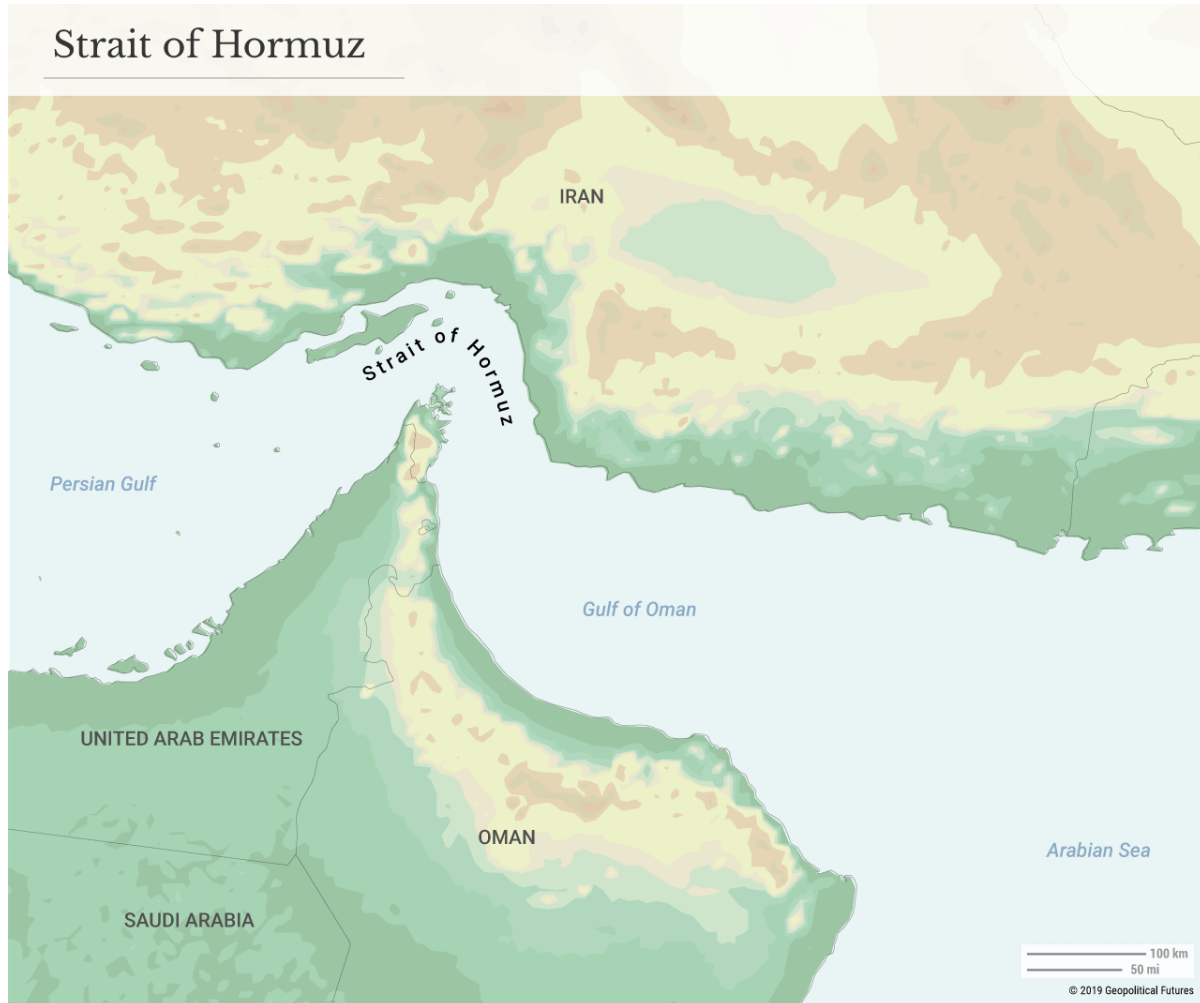 Strait of Hormuz
IRAN
Strait of Hormuz
Persian Gulf
Gulf of Oman
UNITED ARAB EMIRATES
OMAN
Arabian Sea
SAUDI ARABIA
100 km
50 mi
© 2019 Geopolitical Futures